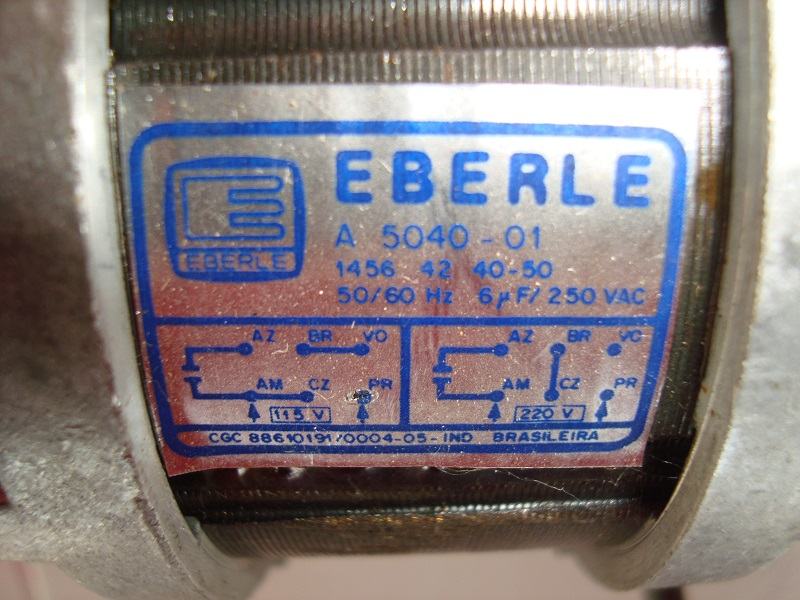 EBERLE
EBERLE
A 5040-01
1456 42 40-50
50/60 Hz 6µF/250 VAC
AZ BR VO
AM CZ PR
115 V
AZ BR VO
AM CZ PR
220 V
CGC 88610191/0004-05-IND BRASILEIRA